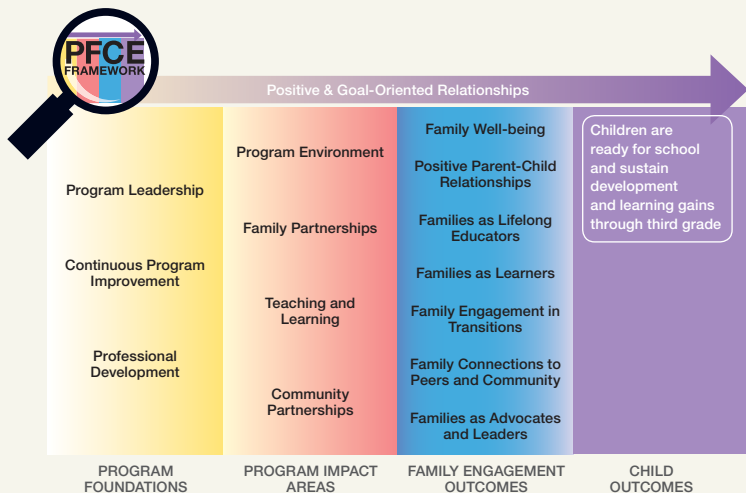 PFCE
FRAMEWORK
Positive & Goal-Oriented Relationships
Program Leadership
Continuous Program
Improvement
Professional
Development
PROGRAM
FOUNDATIONS
Program Environment
Family Partnerships
Teaching and
Learning
Community
Partnerships
PROGRAM IMPACT
AREAS
Family Well-being
Positive Parent-Child
Relationships
Families as Lifelong
Educators
Families as Learners
Family Engagement in
Transitions
Family Connections to
Peers and Community
Families as Advocates
and Leaders
FAMILY ENGAGEMENT
OUTCOMES
Children are
ready for school
and sustain
development
and learning gains
through third grade
CHILD
OUTCOMES